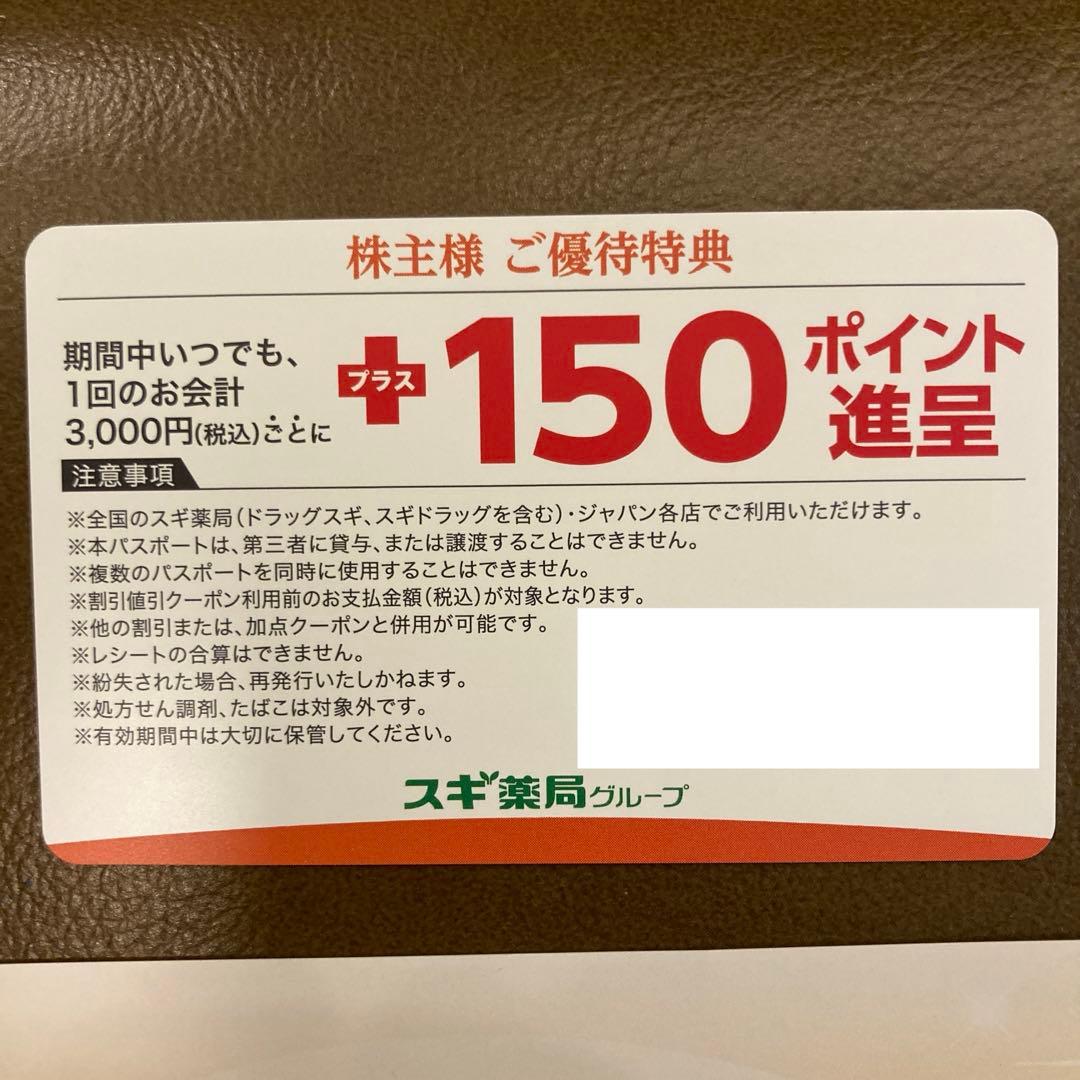 株主様 ご優待特典
期間中いつでも、
1回のお会計
3,000円(税込)ごとに
プラス
+150
ポイント
進呈
注意事項
※全国のスギ薬局(ドラッグスギ、スギドラッグを含む)・ジャパン各店でご利用いただけます。
※本パスポートは、第三者に貸与、または譲渡することはできません。
※複数のパスポートを同時に使用することはできません。
※割引値引クーポン利用前のお支払金額(税込)が対象となります。
※他の割引または、加点クーポンと併用が可能です。
※レシートの合算はできません。
※紛失された場合、再発行いたしかねます。
※処方せん調剤、たばこは対象外です。
※有効期間中は大切に保管してください。
スギ薬局グループ